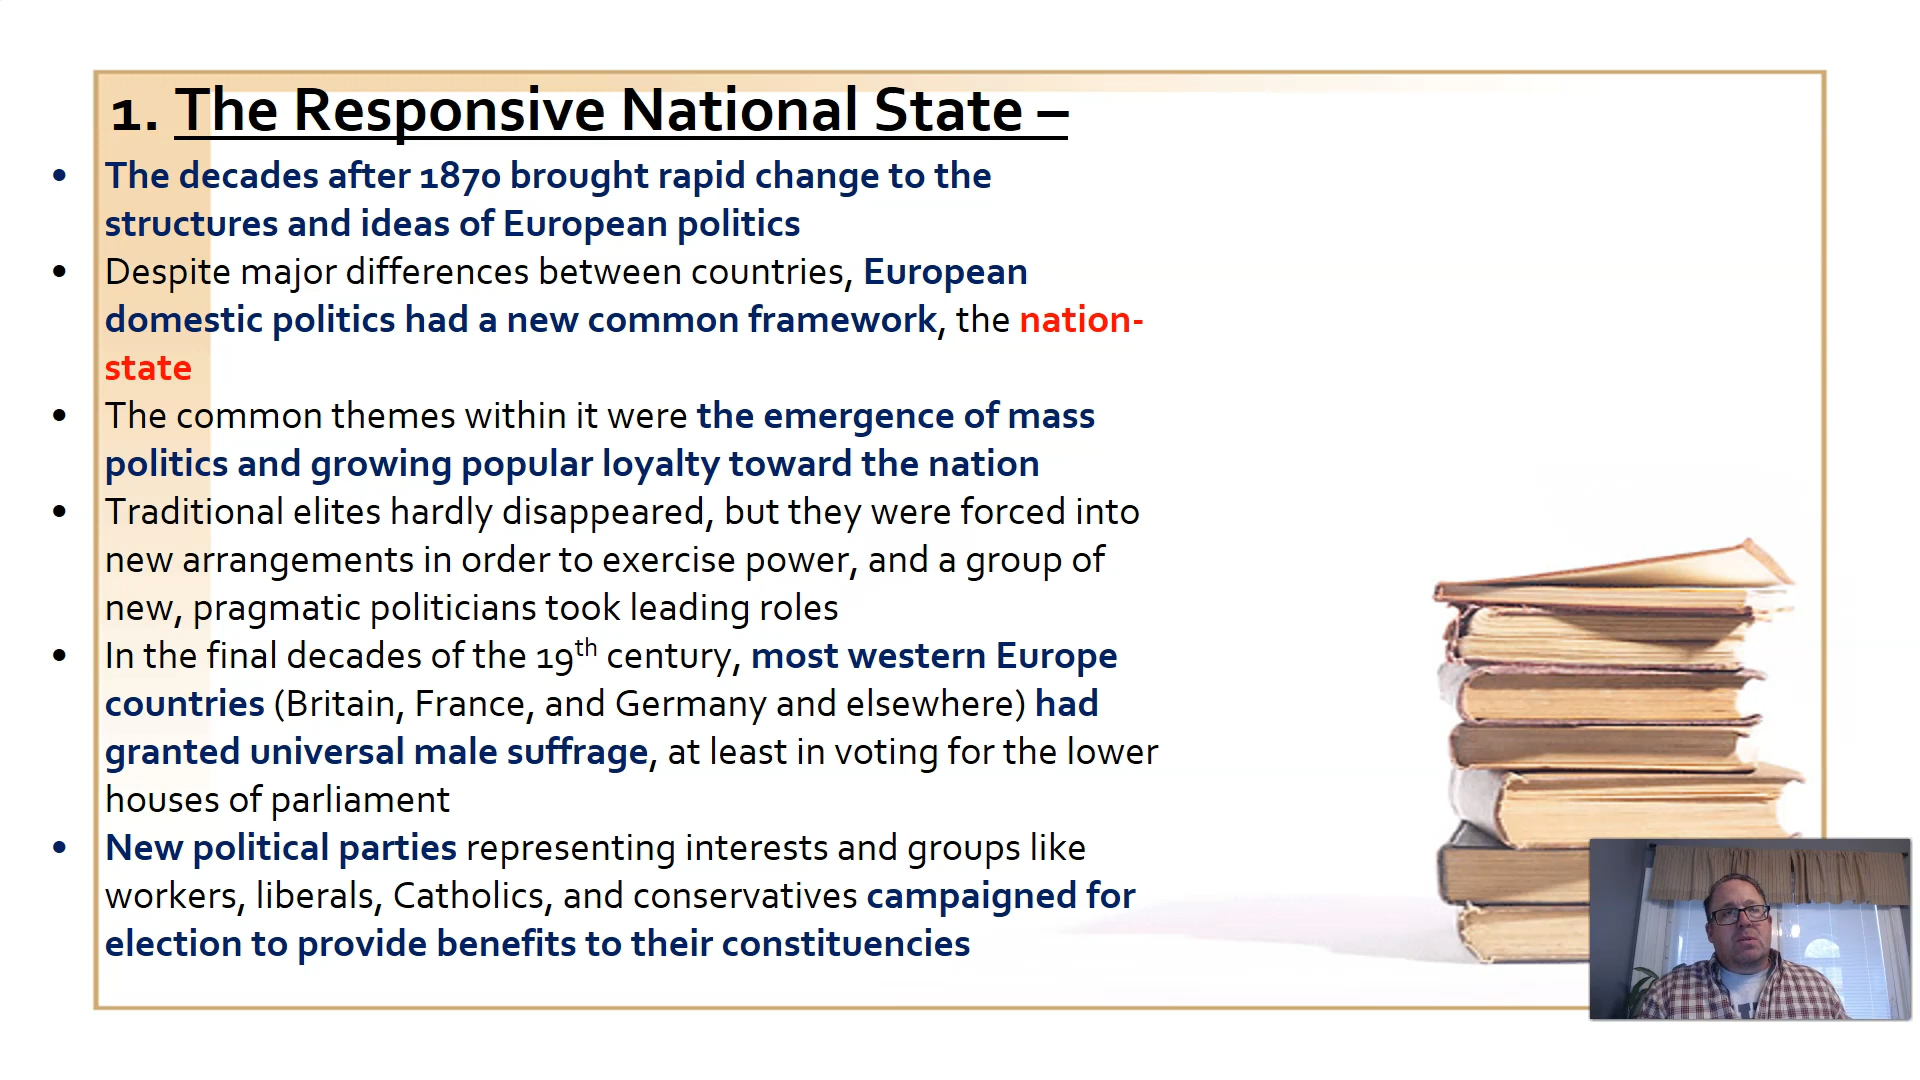 1. The Responsive National State –
• The decades after 1870 brought rapid change to the
structures and ideas of European politics
• Despite major differences between countries, European
domestic politics had a new common framework, the nation-
state
• The common themes within it were the emergence of mass
politics and growing popular loyalty toward the nation
• Traditional elites hardly disappeared, but they were forced into
new arrangements in order to exercise power, and a group of
new, pragmatic politicians took leading roles
• In the final decades of the 19th century, most western Europe
countries (Britain, France, and Germany and elsewhere) had
granted universal male suffrage, at least in voting for the lower
houses of parliament
• New political parties representing interests and groups like
workers, liberals, Catholics, and conservatives campaigned for
election to provide benefits to their constituencies